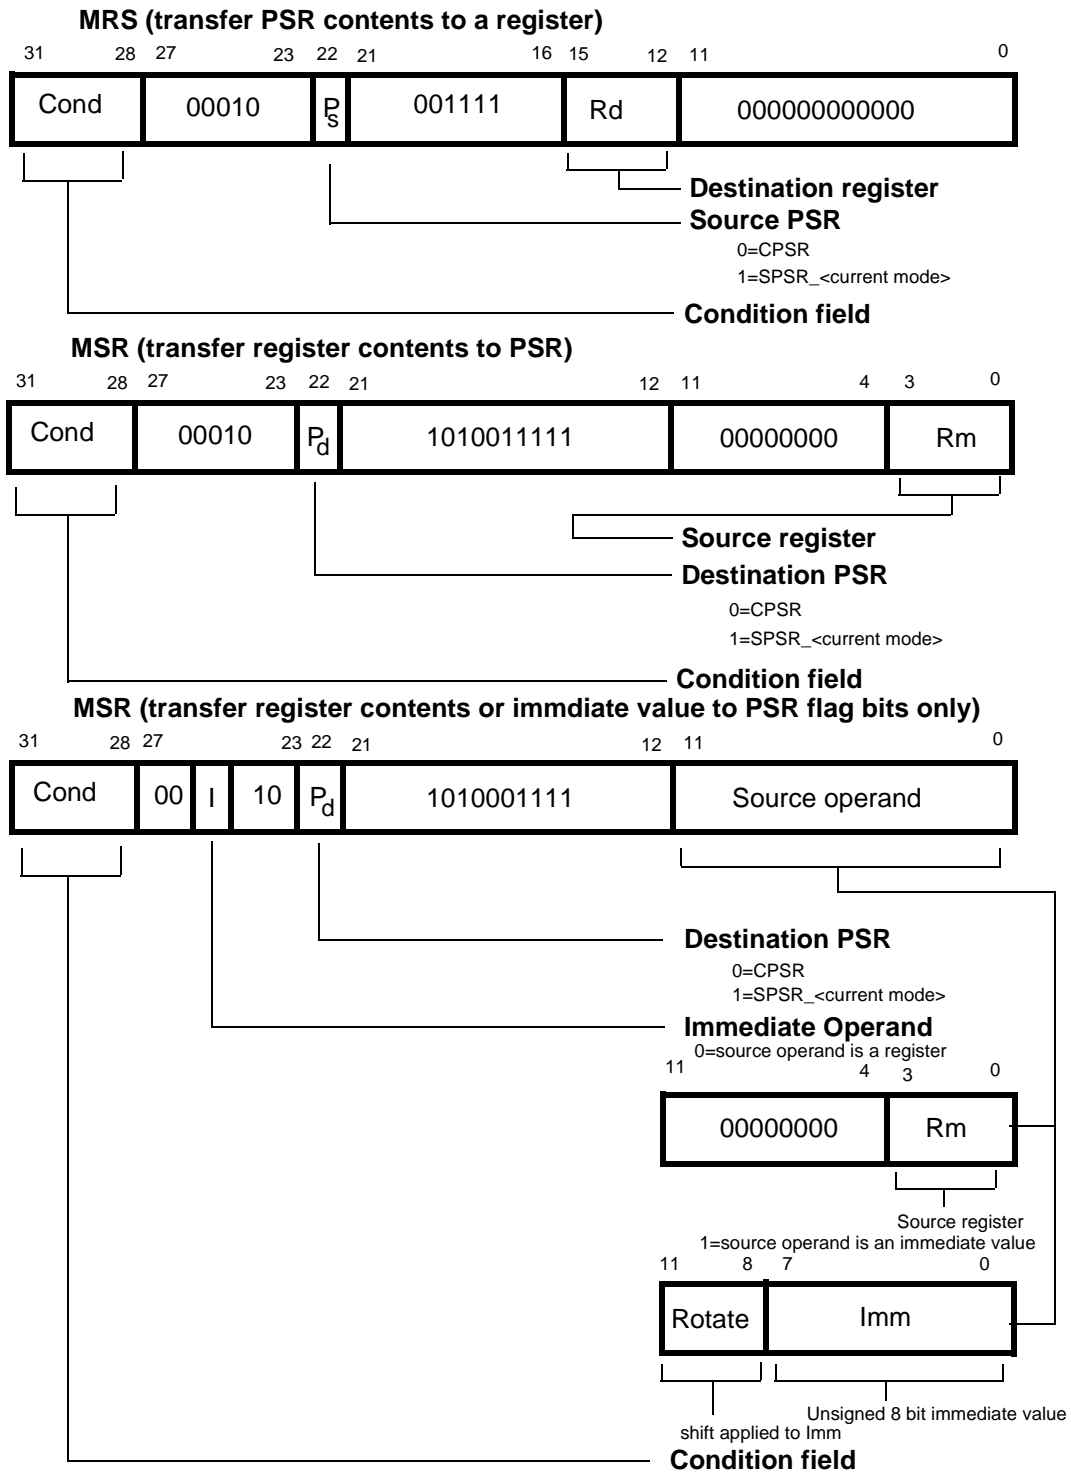 MRS (transfer PSR contents to a register)
31 28 27 23 22 21 16 15 12 11 0
Cond 00010 Ps 001111 Rd 000000000000
Destination register
Source PSR
0=CPSR
1=SPSR_<current mode>
Condition field
MSR (transfer register contents to PSR)
31 28 27 23 22 21 12 11 4 3 0
Cond 00010 Pd 1010011111 00000000 Rm
Source register
Destination PSR
0=CPSR
1=SPSR_<current mode>
Condition field
MSR (transfer register contents or immdiate value to PSR flag bits only)
31 28 27 23 22 21 12 11 0
Cond 00 I 10 Pd 1010001111 Source operand
Destination PSR
0=CPSR
1=SPSR_<current mode>
Immediate Operand
0=source operand is a register
11 4 3 0
00000000 Rm
Source register
1=source operand is an immediate value
11 8 7 0
Rotate Imm
Unsigned 8 bit immediate value
shift applied to Imm
Condition field